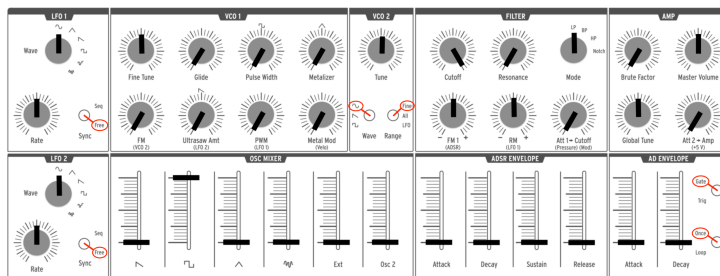 LFO 1
VCO 1
VCO 2
FILTER
AMP
Wave
Fine Tune
Glide
Pulse Width
Metalizer
Tune
Cutoff
Resonance
LP
BP
HP
Notch
Mode
Brute Factor
Master Volume
Rate
Seq
Free
Sync
FM
(VCO 2)
Ultrasaw Amt
(LFO 2)
PWM
(LFO 1)
Metal Mod
(Velo)
Wave
Fine
All
LFO
Range
− +
FM 1
(ADSR)
− +
RM
(LFO 1)
Att 1→Cutoff
(Pressure) (Mod)
Global Tune
Att 2→Amp
(+5 V)
LFO 2
OSC MIXER
ADSR ENVELOPE
AD ENVELOPE
Wave
Rate
Seq
Free
Sync
Ext
Osc 2
Attack
Decay
Sustain
Release
Attack
Decay
Gate
Trig
Once
Loop